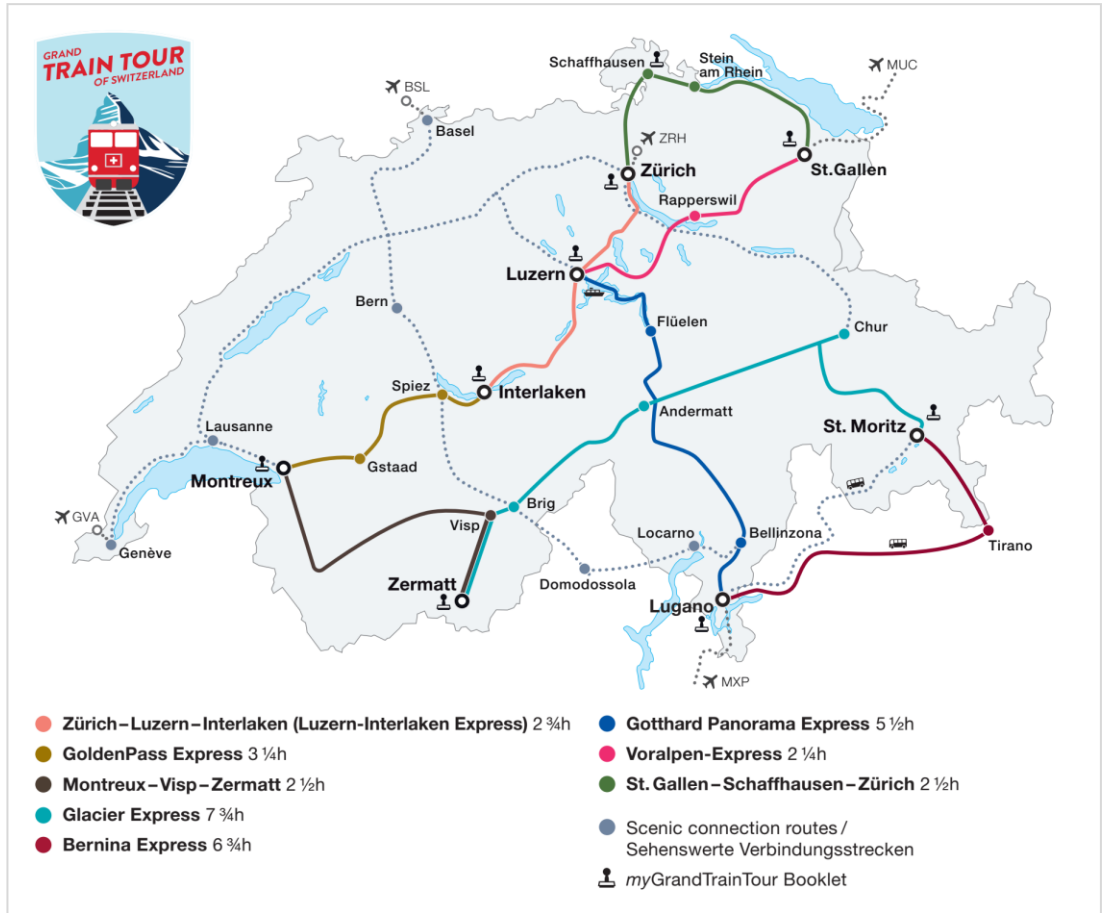 GRAND
TRAIN TOUR
OF SWITZERLAND
Schaffhausen
Stein
am Rhein
MUC
BSL
Basel
ZRH
Zürich
St. Gallen
Rapperswil
Luzern
Bern
Flüelen
Chur
Spiez
Interlaken
Andermatt
St. Moritz
Lausanne
Gstaad
Montreux
GVA
Genève
Visp
Brig
Locarno
Bellinzona
Tirano
Domodossola
Zermatt
Lugano
MXP
Zürich – Luzern – Interlaken (Luzern-Interlaken Express) 2 ¾h
GoldenPass Express 3 ¼h
Montreux – Visp – Zermatt 2 ½h
Glacier Express 7 ¾h
Bernina Express 6 ¾h
Gotthard Panorama Express 5 ½h
Voralpen-Express 2 ¼h
St. Gallen – Schaffhausen – Zürich 2 ½h
Scenic connection routes /
Sehenswerte Verbindungsstrecken
myGrandTrainTour Booklet